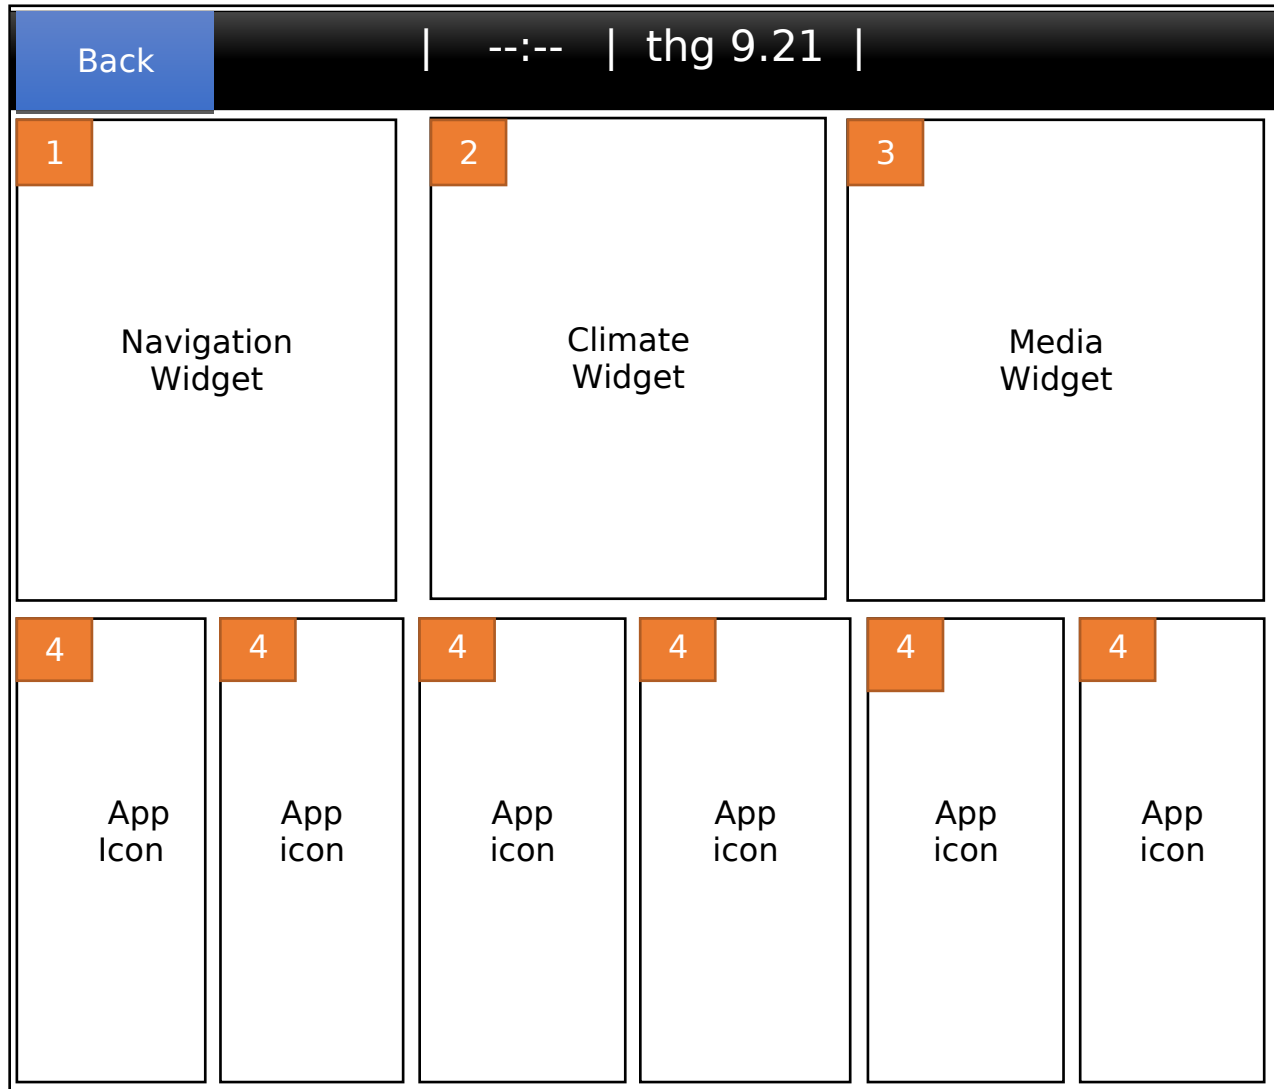 Back
| --:-- | thg 9.21 |
1
2
3
Navigation
Widget
Climate
Widget
Media
Widget
4
4
4
4
4
4
App
Icon
App
icon
App
icon
App
icon
App
icon
App
icon